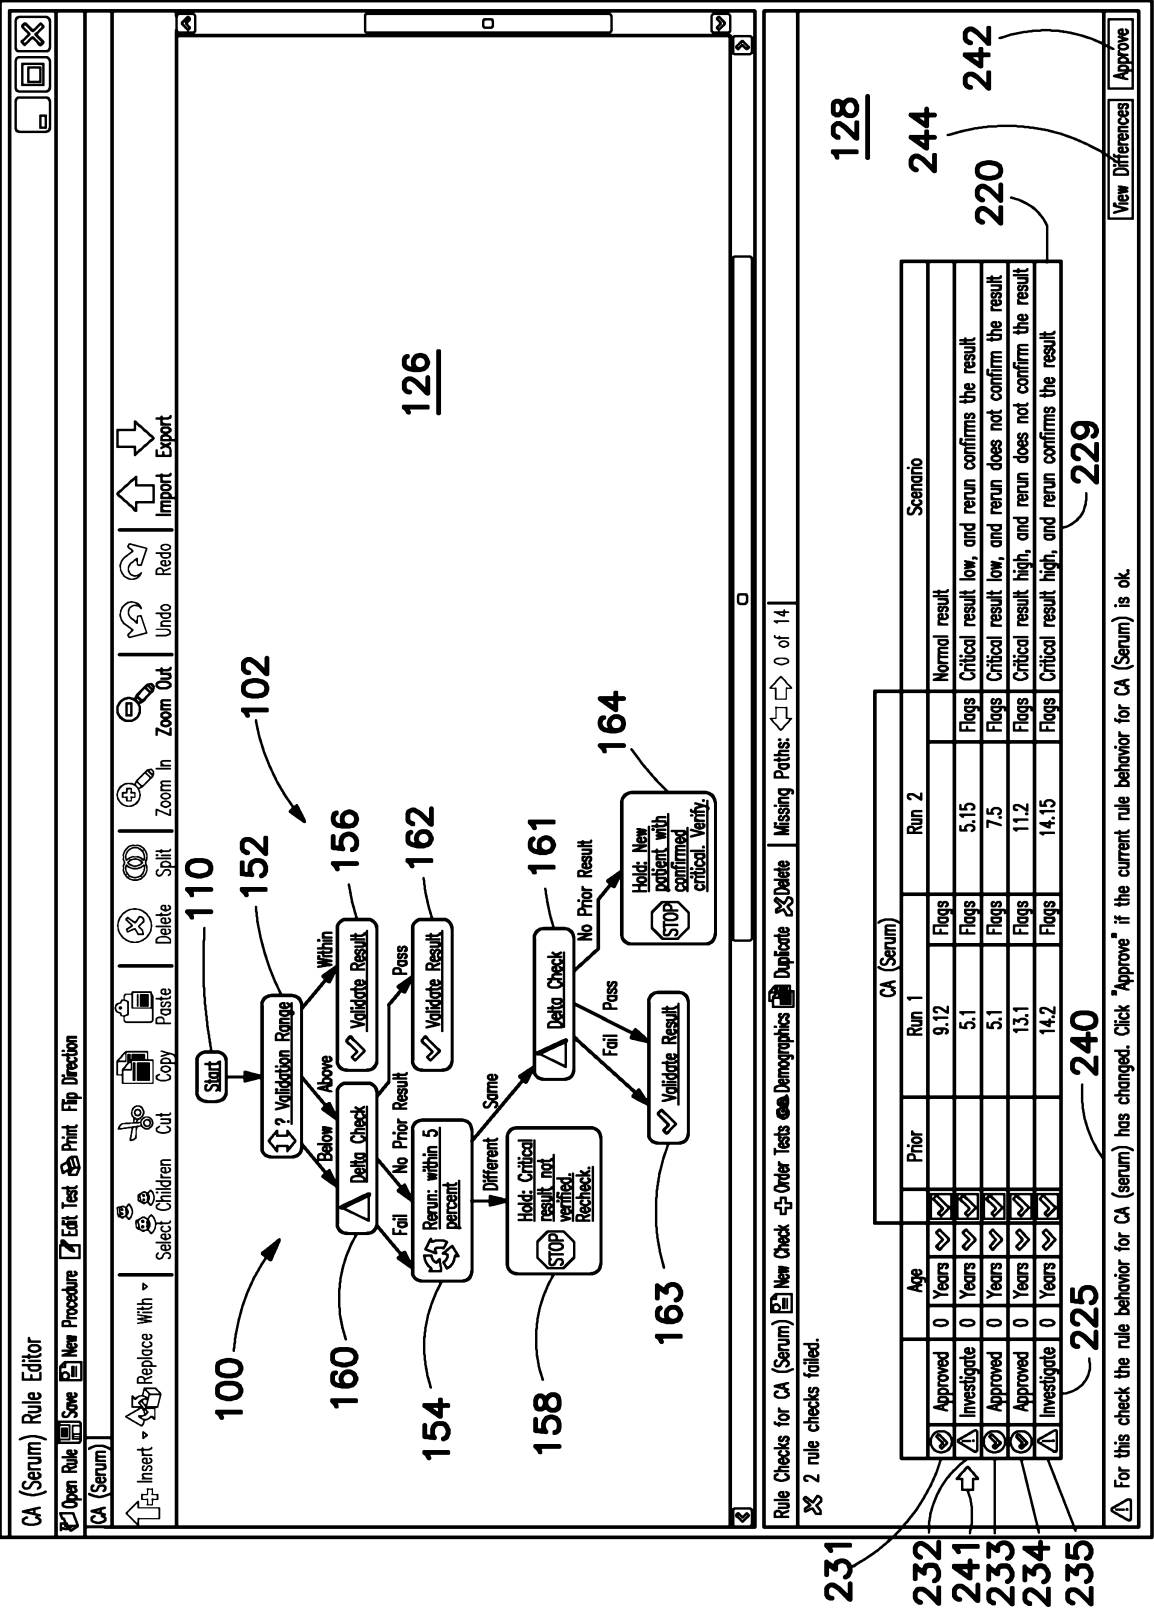 CA (Serum) Rule Editor
Open Rule Save New Procedure Edit Test Print Flip Direction
CA (Serum)
Insert Replace With Select Children Cut Copy Paste Delete Split Zoom In Zoom Out Undo Redo Import Export
110
Start
152
102
? Validation Range
100
Below Above Within
156
160
Delta Check
Validate Result
126
Fail No Prior Result Pass
162
154
Rerun: within 5
percent
Validate Result
Different Same
161
158
STOP
Hold: Critical
result not
verified.
Recheck.
Delta Check
164
Fail Pass No Prior Result
163
Validate Result
STOP
Hold: New
patient with
confirmed
critical. Verify.
Rule Checks for CA (Serum) New Check Order Tests Demographics Duplicate Delete Missing Paths: 0 of 14
2 rule checks failed.
128
CA (Serum)
Age Prior Run 1 Run 2 Scenario
231
Approved 0 Years 9.12 Flags Normal result
232
Investigate 0 Years 5.1 Flags 5.15 Flags Critical result low, and rerun confirms the result
241
233
Approved 0 Years 5.1 Flags 7.5 Flags Critical result low, and rerun does not confirm the result
234
Approved 0 Years 13.1 Flags 11.2 Flags Critical result high, and rerun does not confirm the result
235
Investigate 0 Years 14.2 Flags 14.15 Flags Critical result high, and rerun confirms the result
220
225
240
229
244
242
For this check the rule behavior for CA (serum) has changed. Click "Approve" if the current rule behavior for CA (Serum) is ok.
View Differences Approve